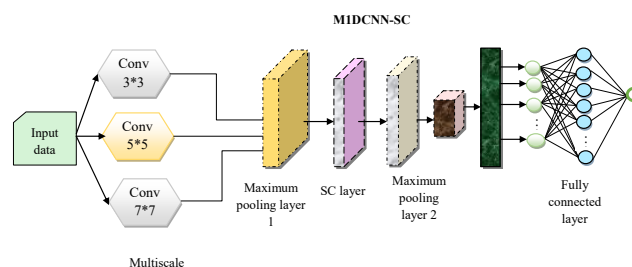 M1DCNN-SC
Conv
3*3
Input
data
Conv
5*5
Conv
7*7
Maximum
pooling layer
1
SC layer
Maximum
pooling
layer 2
Fully
connected
layer
Multiscale